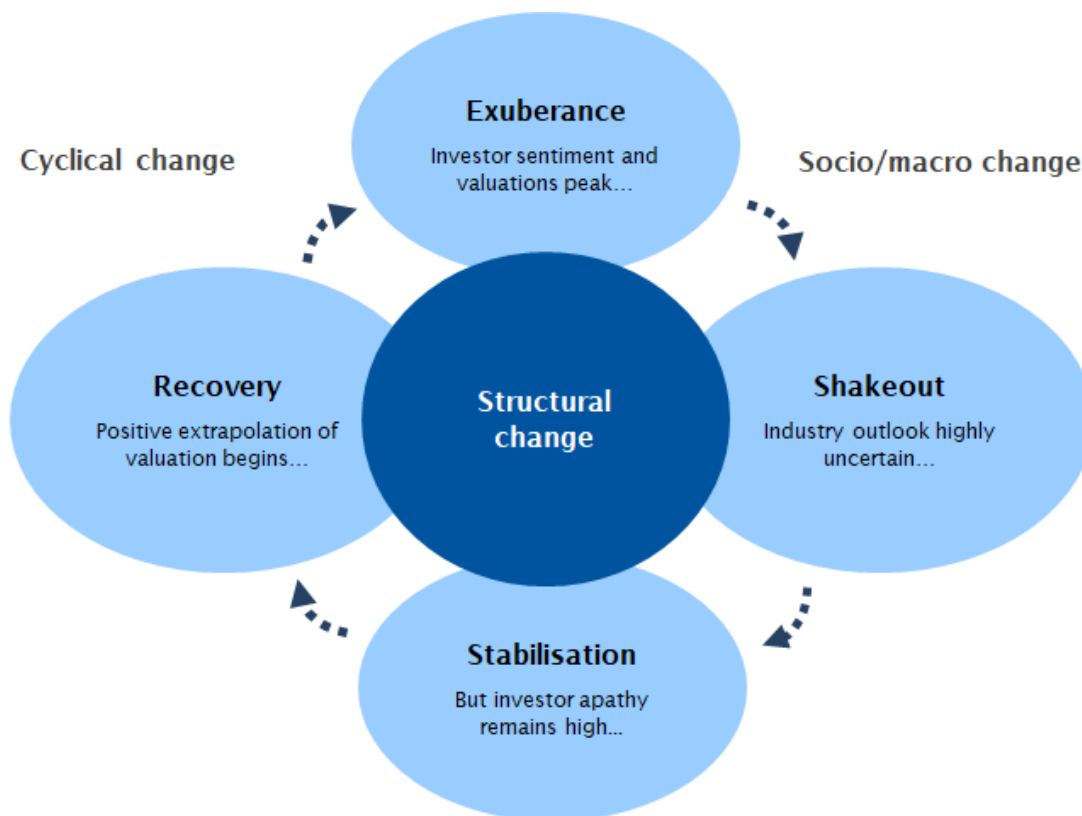 Exuberance
Investor sentiment and
valuations peak…
Cyclical change
Socio/macro change
Recovery
Positive extrapolation of
valuation begins…
Structural
change
Shakeout
Industry outlook highly
uncertain…
Stabilisation
But investor apathy
remains high…